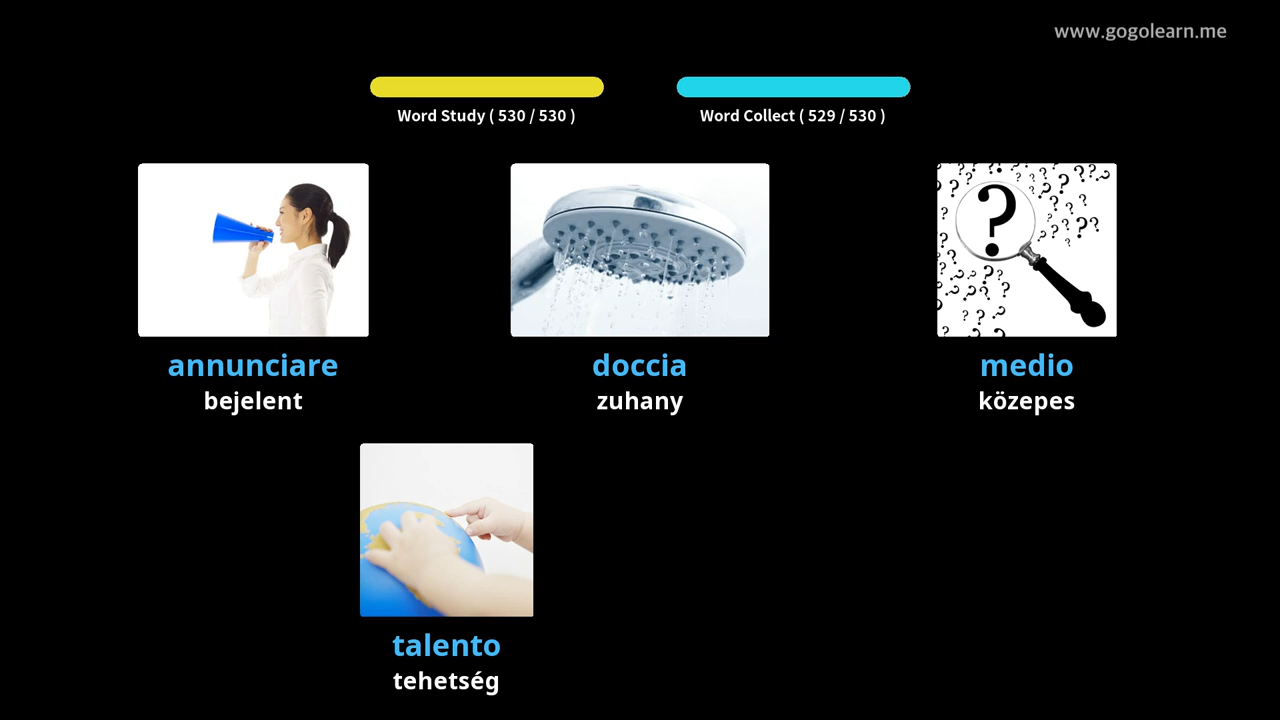 www.gogolearn.me
Word Study ( 530 / 530 )
Word Collect ( 529 / 530 )
annunciare
bejelent
doccia
zuhany
medio
közepes
talento
tehetség